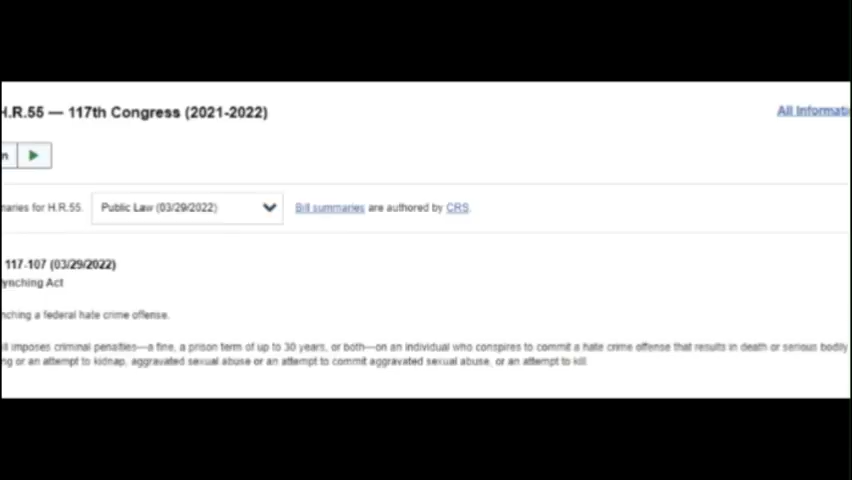 H.R.55 — 117th Congress (2021-2022)
All Informati
n
maries for H.R.55. Public Law (03/29/2022) Bill summaries are authored by CRS.
117-107 (03/29/2022)
ynching Act
nching a federal hate crime offense.
ill imposes criminal penalties—a fine, a prison term of up to 30 years, or both—on an individual who conspires to commit a hate crime offense that results in death or serious bodily
ng or an attempt to kidnap, aggravated sexual abuse or an attempt to commit aggravated sexual abuse, or an attempt to kill.